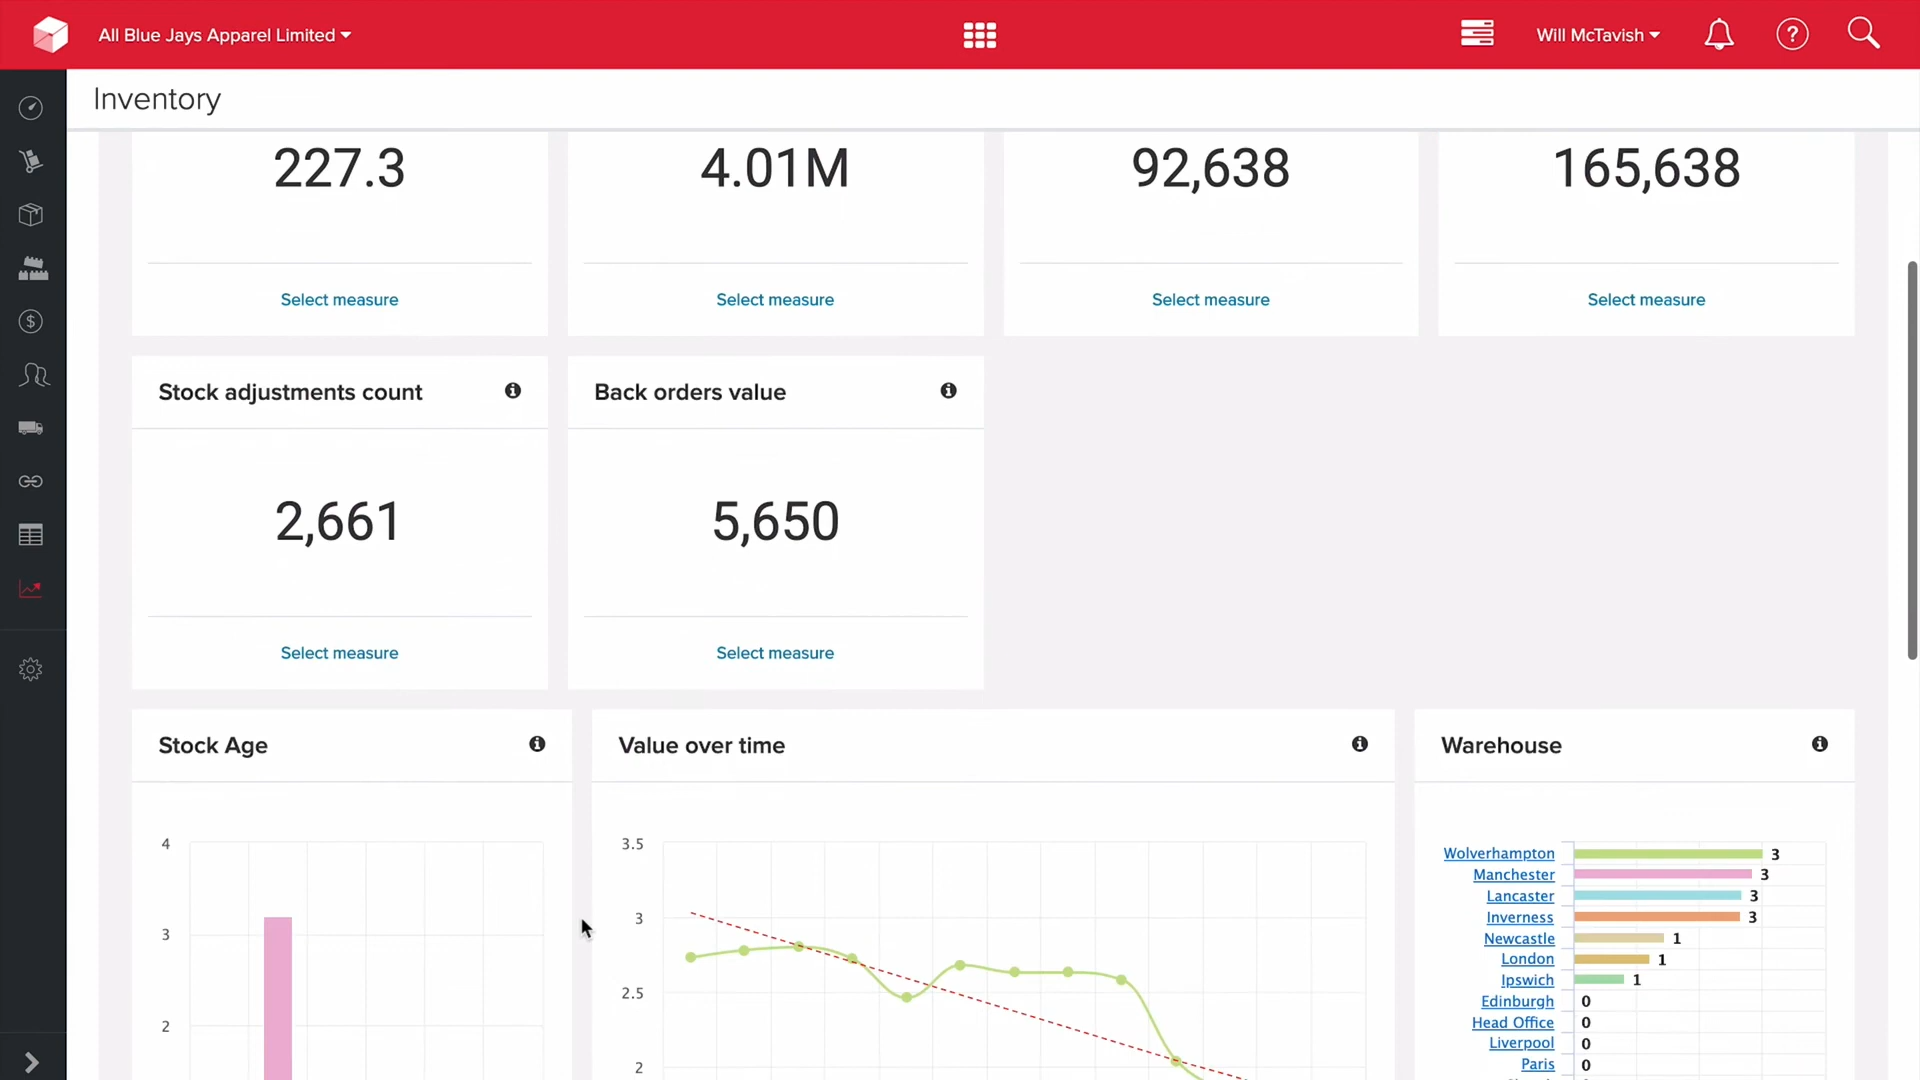 All Blue Jays Apparel Limited
Will McTavish
?
Inventory
227.3
4.01M
92,638
165,638
Select measure
Select measure
Select measure
Select measure
Stock adjustments count
Back orders value
2,661
5,650
Select measure
Select measure
Stock Age
Value over time
Warehouse
4
3
2
3.5
3
2.5
2
Wolverhampton 3
Manchester 3
Lancaster 3
Inverness 3
Newcastle 1
London 1
Ipswich 1
Edinburgh 0
Head Office 0
Liverpool 0
Paris 0